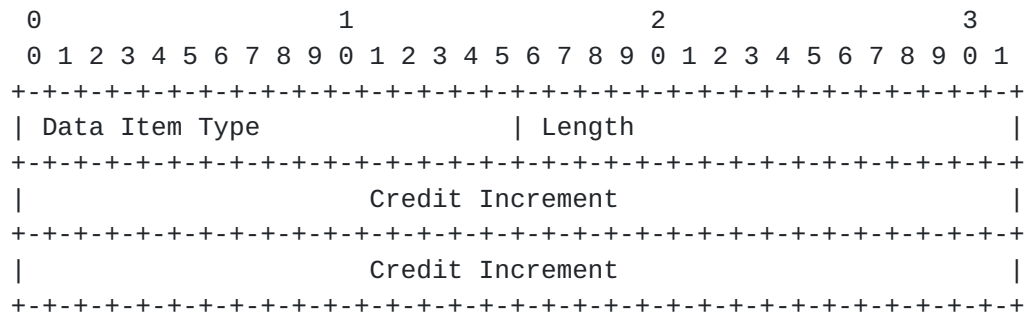 0                   1                   2                   3
 0 1 2 3 4 5 6 7 8 9 0 1 2 3 4 5 6 7 8 9 0 1 2 3 4 5 6 7 8 9 0 1
+-+-+-+-+-+-+-+-+-+-+-+-+-+-+-+-+-+-+-+-+-+-+-+-+-+-+-+-+-+-+-+-+
| Data Item Type                | Length                        |
+-+-+-+-+-+-+-+-+-+-+-+-+-+-+-+-+-+-+-+-+-+-+-+-+-+-+-+-+-+-+-+-+
|                      Credit Increment                         |
+-+-+-+-+-+-+-+-+-+-+-+-+-+-+-+-+-+-+-+-+-+-+-+-+-+-+-+-+-+-+-+-+
|                      Credit Increment                         |
+-+-+-+-+-+-+-+-+-+-+-+-+-+-+-+-+-+-+-+-+-+-+-+-+-+-+-+-+-+-+-+-+